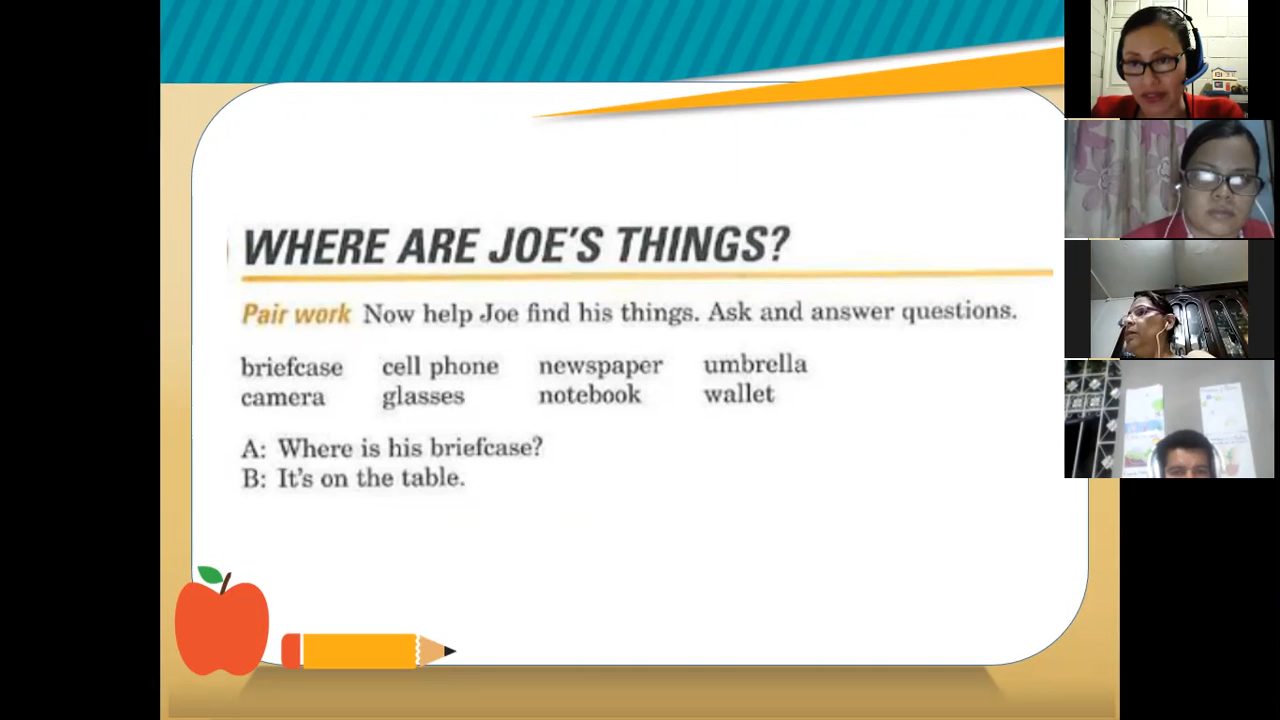 WHERE ARE JOE'S THINGS?
Pair work Now help Joe find his things. Ask and answer questions.
briefcase cell phone newspaper umbrella
camera glasses notebook wallet
A: Where is his briefcase?
B: It's on the table.